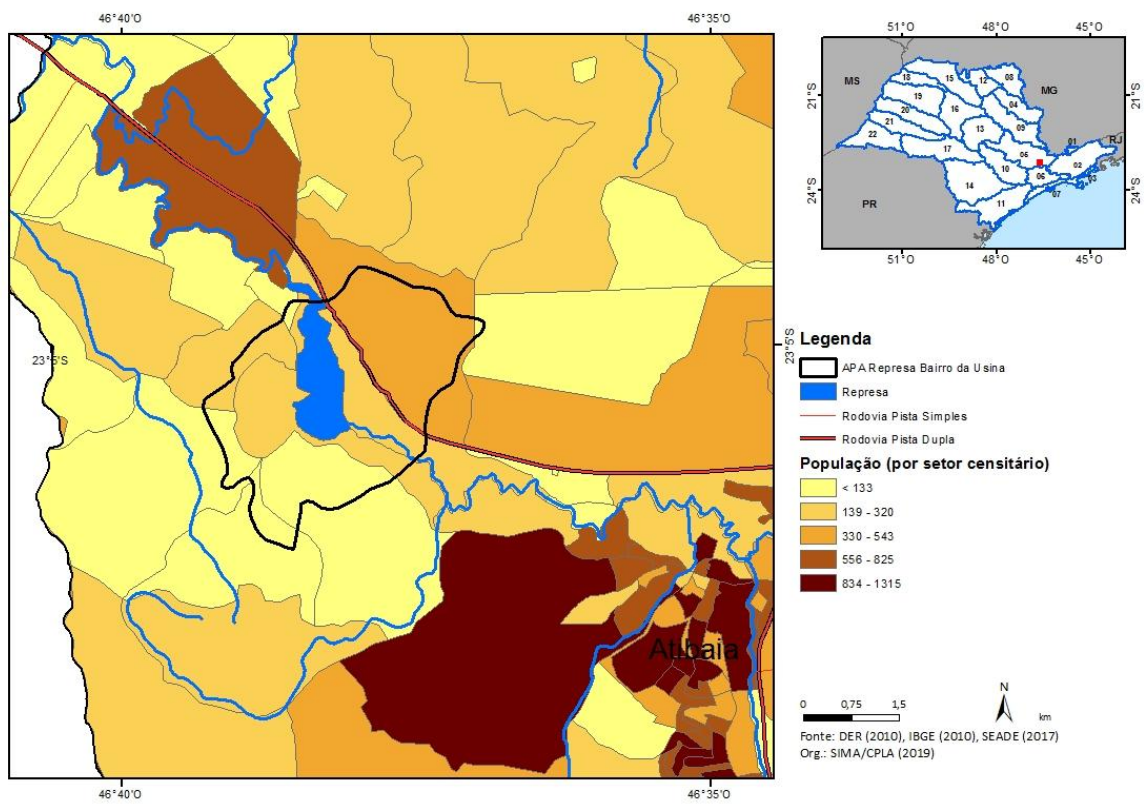 46°40'O
46°35'O
23°5'S
23°5'S
Atibaia
46°40'O
46°35'O
51°O
48°O
45°O
21°S
21°S
24°S
24°S
MS
MG
RJ
PR
18
15
12
08
19
04
20
16
21
13
09
22
17
01
05
02
10
06
03
14
07
11
51°O
48°O
45°O
Legenda
APA Represa Bairro da Usina
Represa
Rodovia Pista Simples
Rodovia Pista Dupla
População (por setor censitário)
< 133
139 - 320
330 - 543
556 - 825
834 - 1315
N
0 0,75 1,5
km
Fonte: DER (2010), IBGE (2010), SEADE (2017)
Org.: SIMA/CPLA (2019)